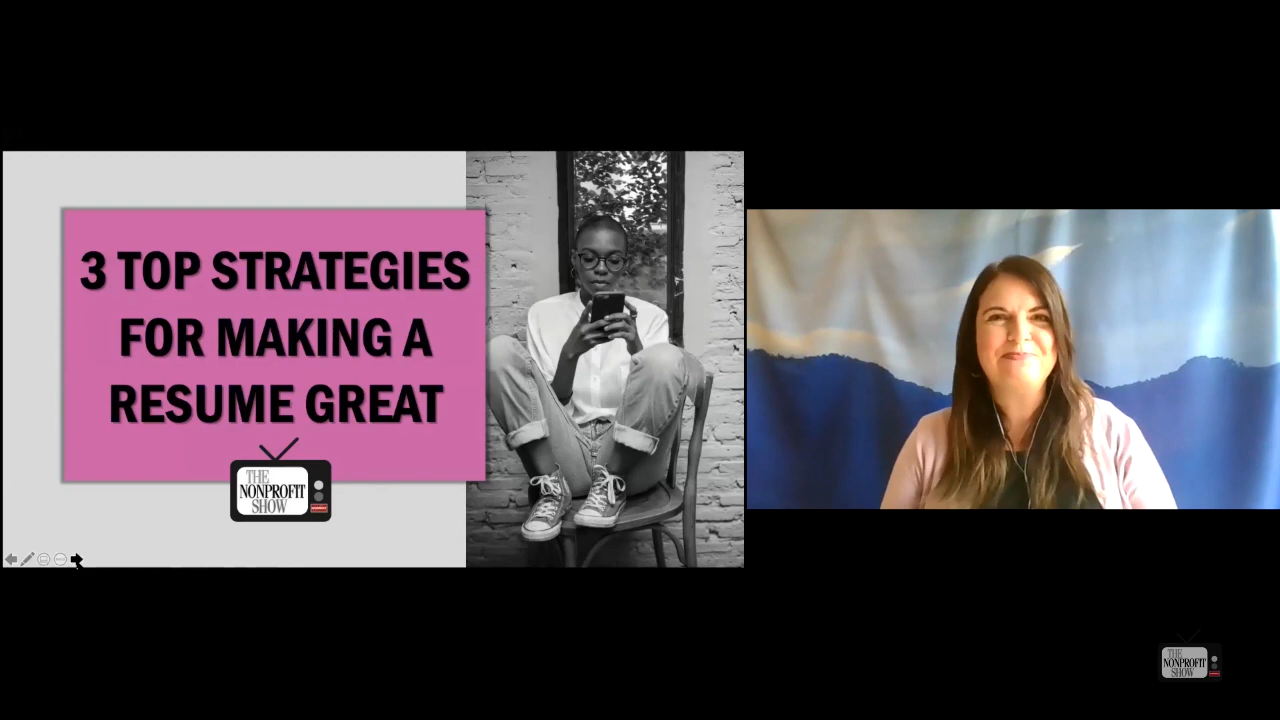 3 TOP STRATEGIES
FOR MAKING A
RESUME GREAT
THE
NONPROFIT
SHOW
THE
NONPROFIT
SHOW